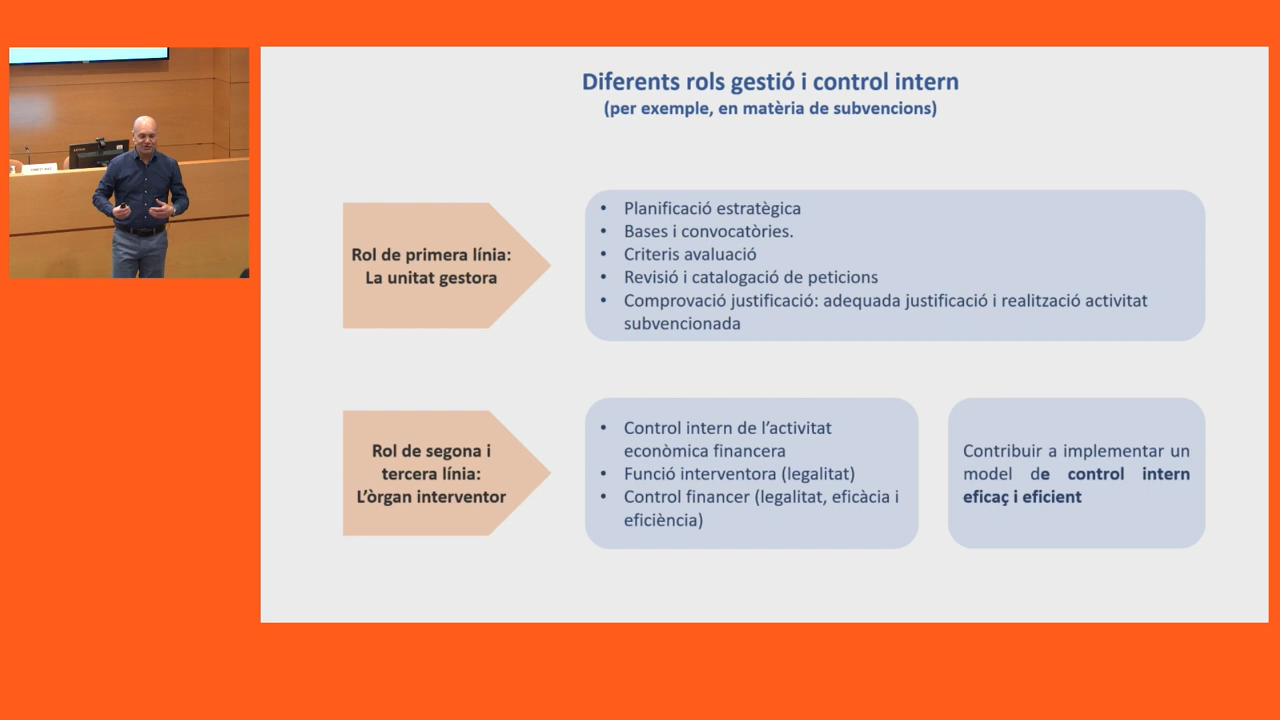 Diferents rols gestió i control intern
(per exemple, en matèria de subvencions)
Rol de primera línia:
La unitat gestora
• Planificació estratègica
• Bases i convocatòries.
• Criteris avaluació
• Revisió i catalogació de peticions
• Comprovació justificació: adequada justificació i realització activitat
subvencionada
Rol de segona i
tercera línia:
L'òrgan interventor
• Control intern de l'activitat
econòmica financera
• Funció interventora (legalitat)
• Control financer (legalitat, eficàcia i
eficiència)
Contribuir a implementar un
model de control intern
eficaç i eficient